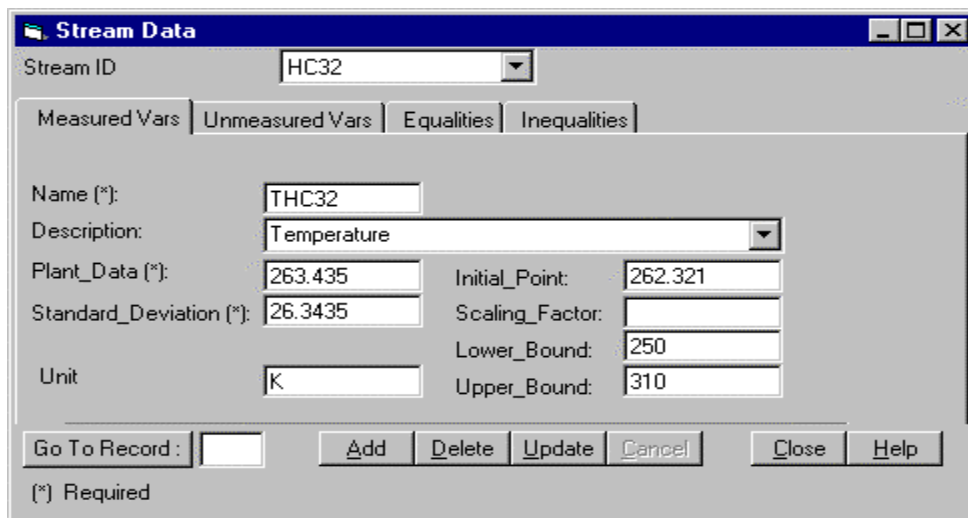 Stream Data
Stream ID HC32
Measured Vars Unmeasured Vars Equalities Inequalities
Name (*): THC32
Description: Temperature
Plant_Data (*): 263.435 Initial_Point: 262.321
Standard_Deviation (*): 26.3435 Scaling_Factor:
Lower_Bound: 250
Unit K Upper_Bound: 310
Go To Record : Add Delete Update Cancel Close Help
(*) Required